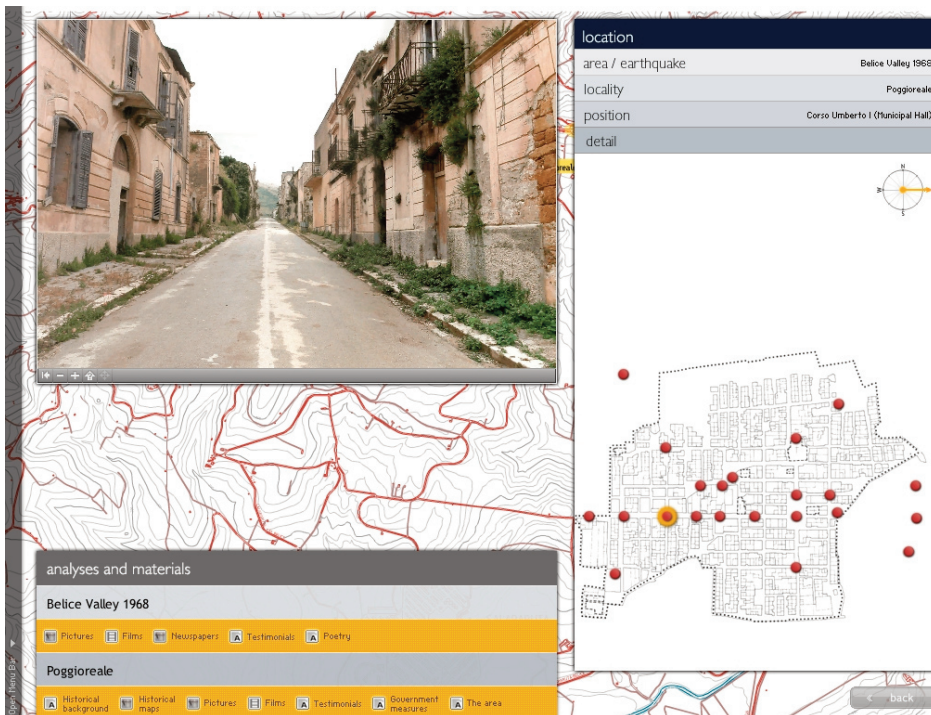 location
area / earthquake
Belice Valley 1968
locality
Poggioreale
position
Corso Umberto I (Municipal Hall)
detail
N
W
S
analyses and materials
Belice Valley 1968
Pictures
Films
Newspapers
A Testimonials
A Poetry
Poggioreale
A Historical
background
Historical
maps
Pictures
Films
A Testimonials
A Government
measures
A The area
Open Menu Bar
< back